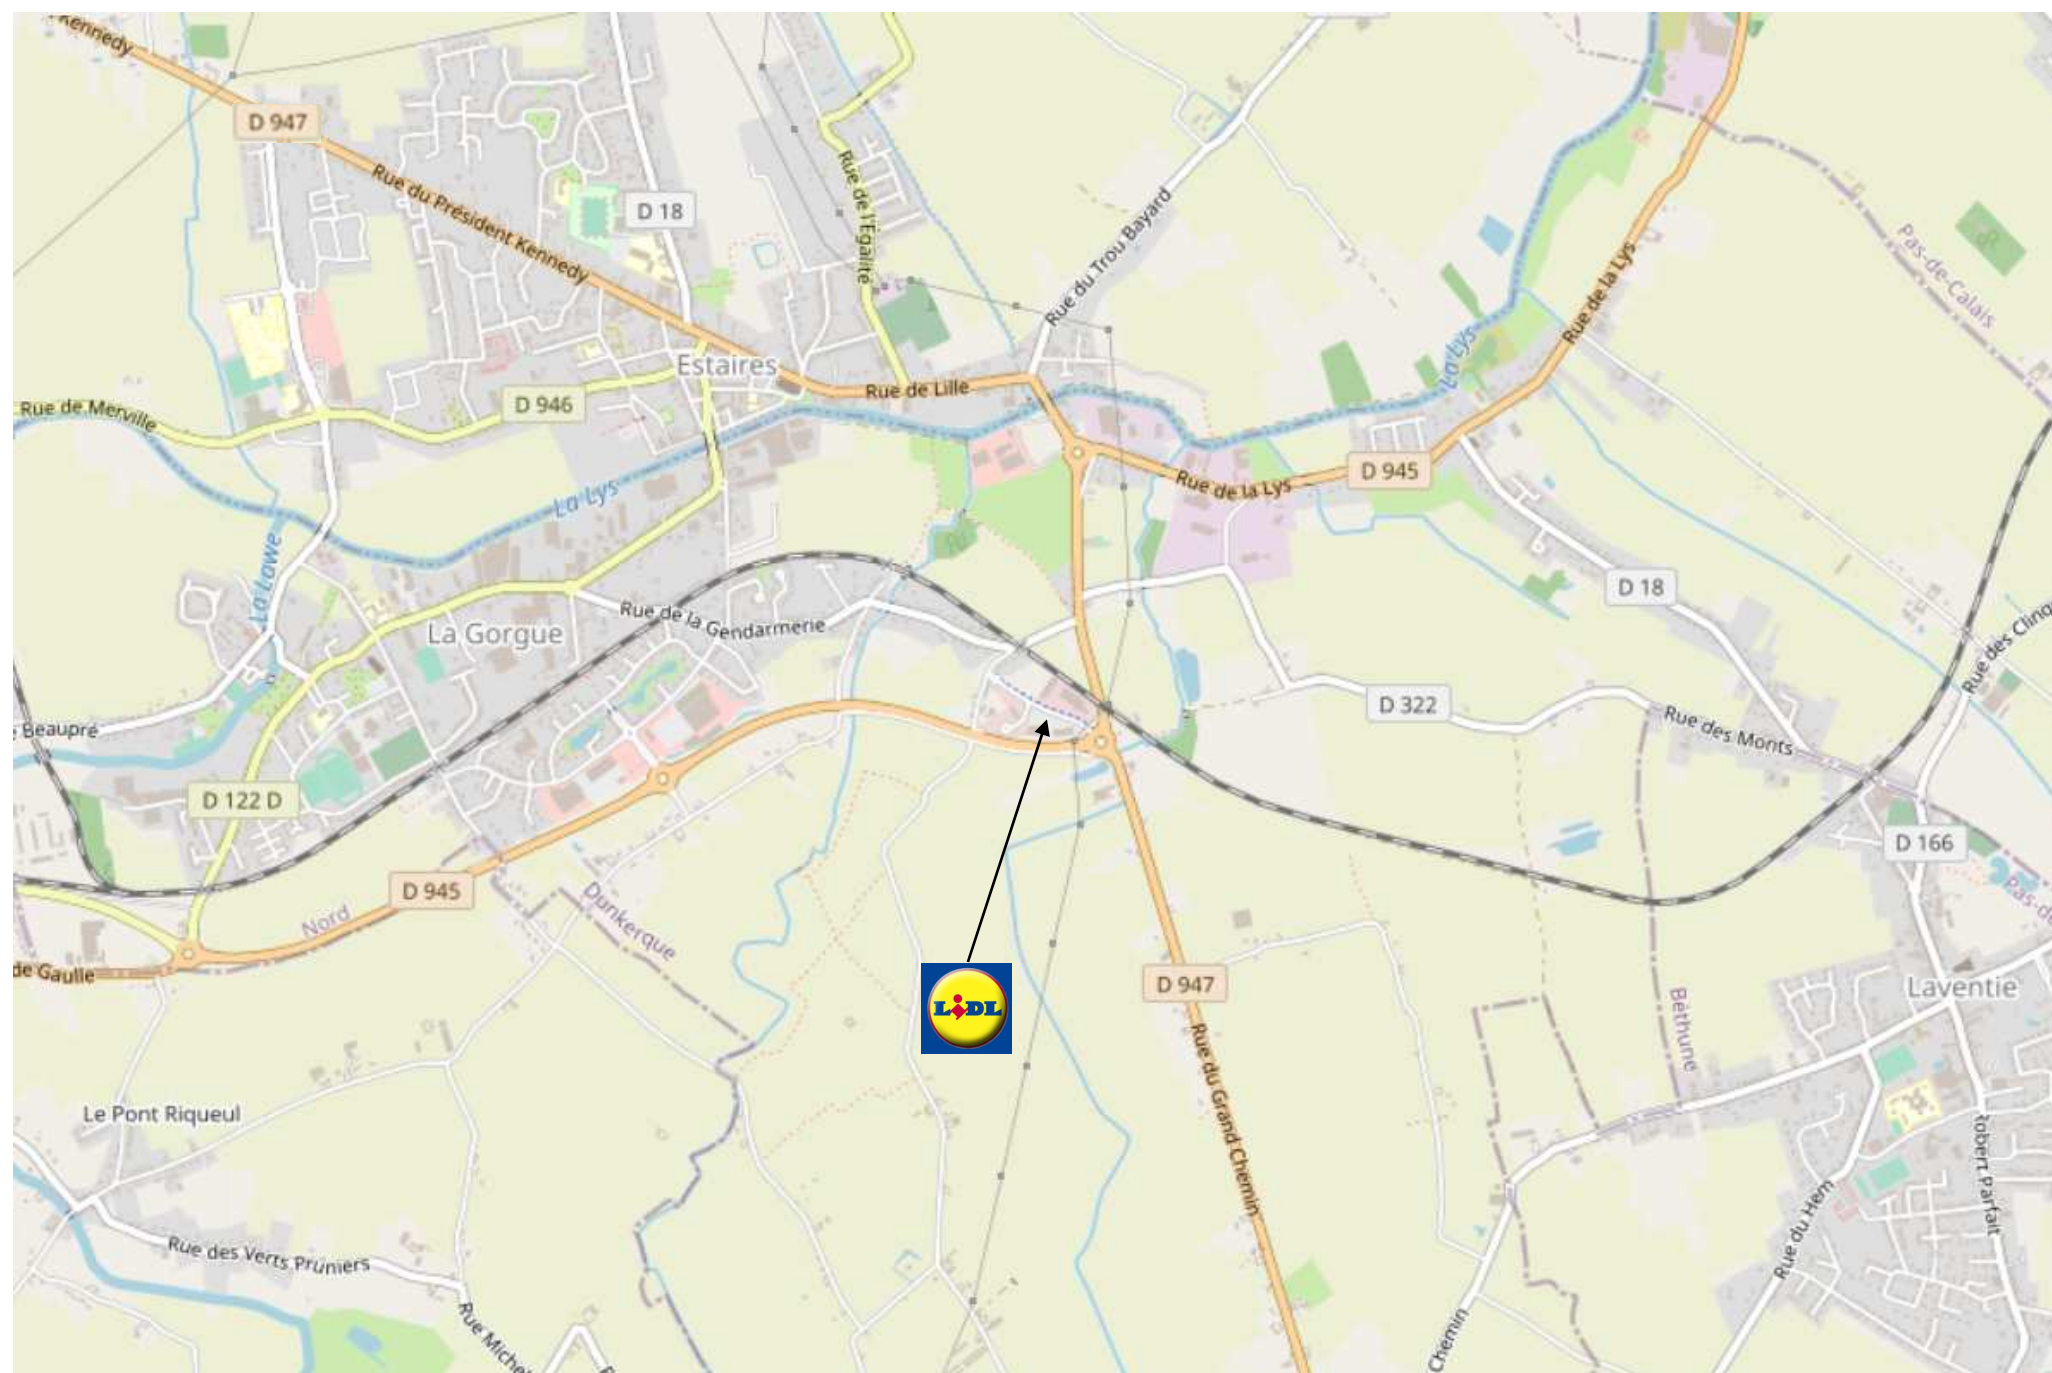 Kennedy
D 947
Rue du Président Kennedy
D 18
Rue de l'Egalité
Rue du Trou Bayard
Rue de la Lys
Pas-de-Calais
La Lys
Estaires
Rue de Lille
Rue de Merville
D 946
D 945
Rue de la Lys
La Lys
La Lawe
D 18
Rue de la Gendarmerie
La Gorgue
D 322
Rue des Monts
Beaupré
D 122 D
D 166
D 945
Nord
Dunkerque
de Gaulle
D 947
LIDL
Laventie
Béthune
Rue du Grand Chemin
Le Pont Riqueul
Robert Parfait
Rue du Hem
Rue des Verts Pruniers
Rue Michel
Chemin